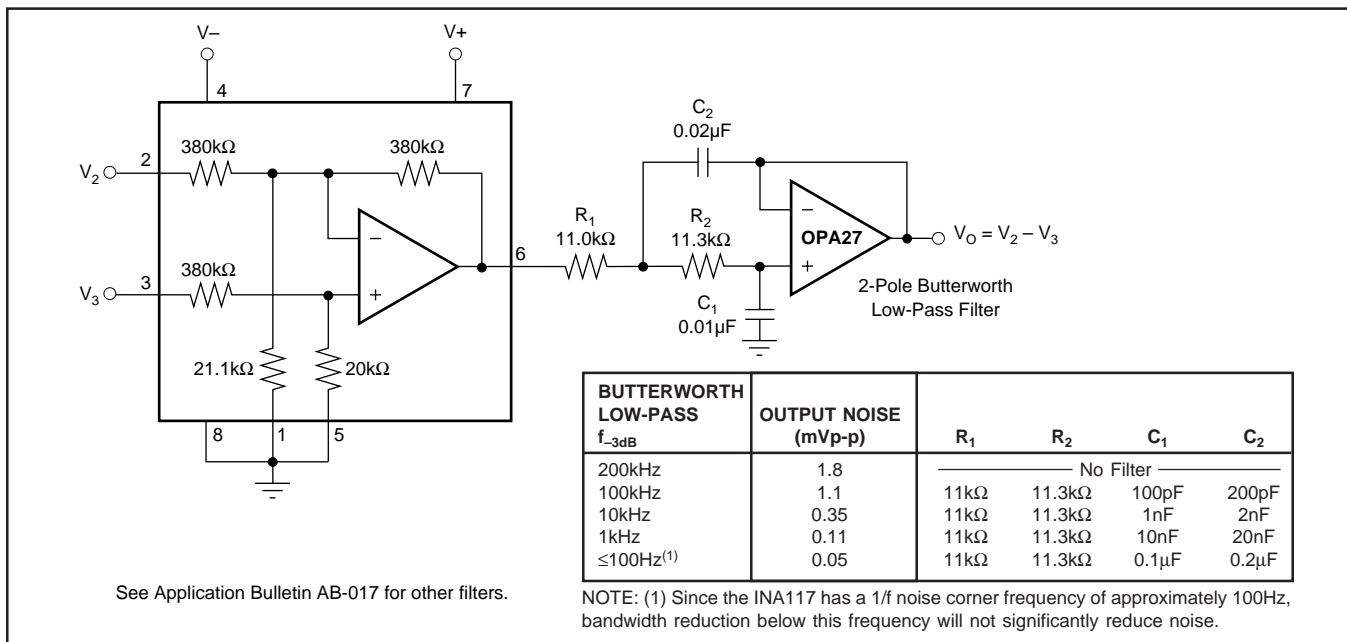 V–
V+
4
7
C2
0.02µF
380kΩ
380kΩ
2
V2
R1
11.0kΩ
R2
11.3kΩ
–
OPA27
+
VO = V2 – V3
–
+
6
380kΩ
3
V3
2-Pole Butterworth
Low-Pass Filter
C1
0.01µF
21.1kΩ
20kΩ
8
1
5
BUTTERWORTH
LOW-PASS
f–3dB
OUTPUT NOISE
(mVp-p)
R1 R2 C1 C2
200kHz 1.8 No Filter
100kHz 1.1 11kΩ 11.3kΩ 100pF 200pF
10kHz 0.35 11kΩ 11.3kΩ 1nF 2nF
1kHz 0.11 11kΩ 11.3kΩ 10nF 20nF
≤100Hz(1) 0.05 11kΩ 11.3kΩ 0.1µF 0.2µF
See Application Bulletin AB-017 for other filters.
NOTE: (1) Since the INA117 has a 1/f noise corner frequency of approximately 100Hz,
bandwidth reduction below this frequency will not significantly reduce noise.